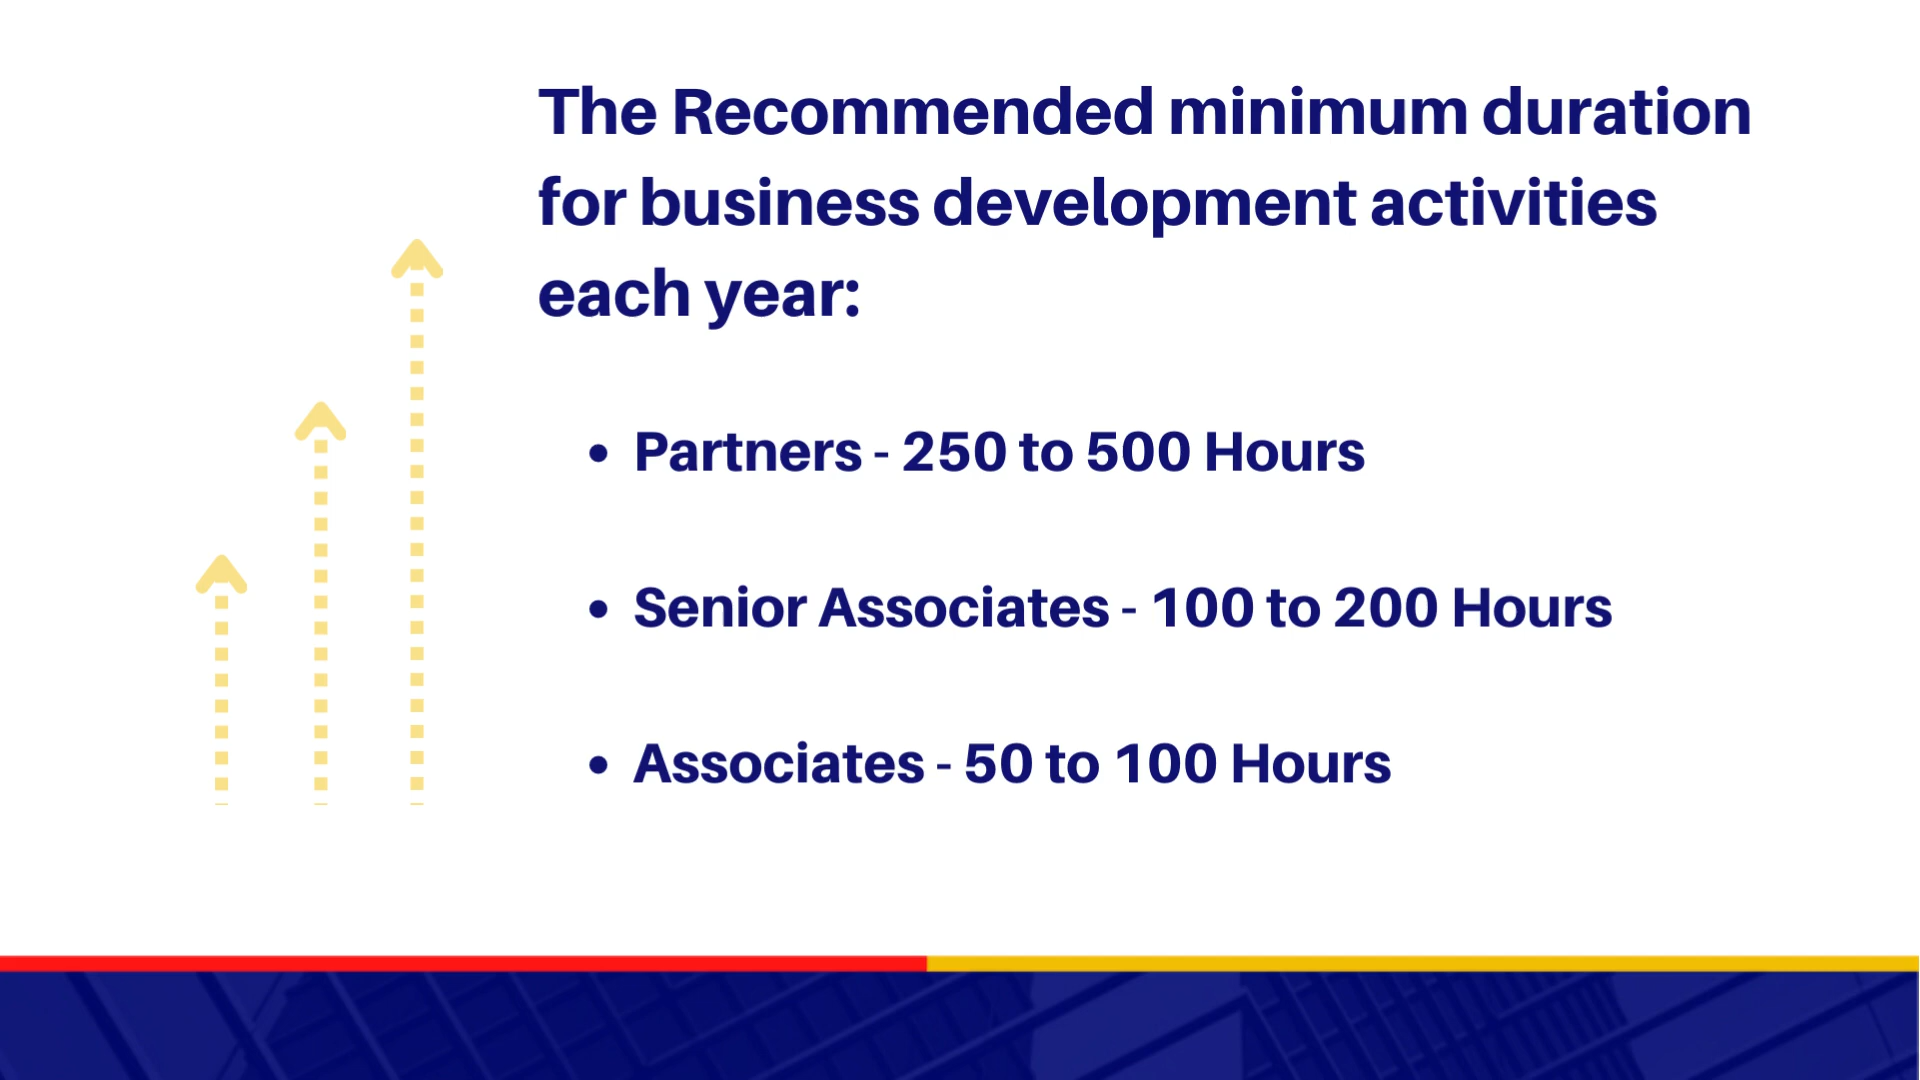 The Recommended minimum duration
for business development activities
each year:
• Partners - 250 to 500 Hours
• Senior Associates - 100 to 200 Hours
• Associates - 50 to 100 Hours